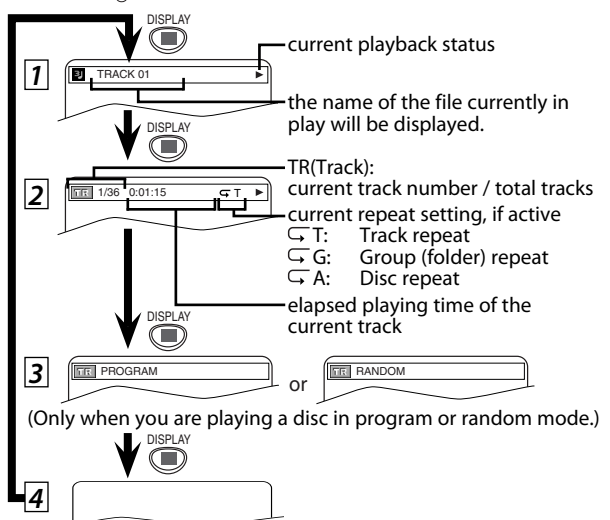 DISPLAY
1
TRACK 01
current playback status
the name of the file currently in
play will be displayed.
DISPLAY
TR(Track):
current track number / total tracks
2
TR 1/36 0:01:15 T
current repeat setting, if active
T: Track repeat
G: Group (folder) repeat
A: Disc repeat
elapsed playing time of the
current track
DISPLAY
3
TR PROGRAM
or
TR RANDOM
(Only when you are playing a disc in program or random mode.)
DISPLAY
4